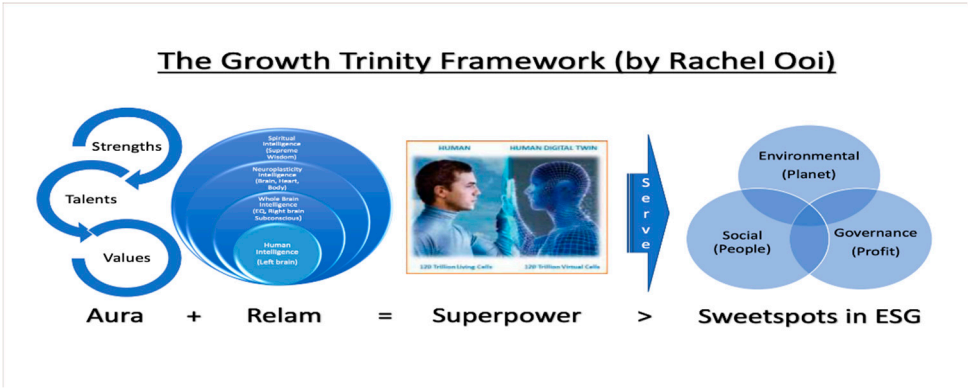 The Growth Trinity Framework (by Rachel Ooi)
Strengths
Talents
Values
Spiritual
Intelligence
(Supreme
Wisdom)
Neuroplasticity
Intelligence
(Brain, Heart,
Body)
Whole Brain
Intelligence
(EQ, Right brain
Subconscious)
Human
Intelligence
(Left brain)
HUMAN
HUMAN DIGITAL TWIN
120 Trillion Living Cells
120 Trillion Virtual Cells
Serve
Environmental
(Planet)
Social
(People)
Governance
(Profit)
Aura + Relam = Superpower > Sweetspots in ESG